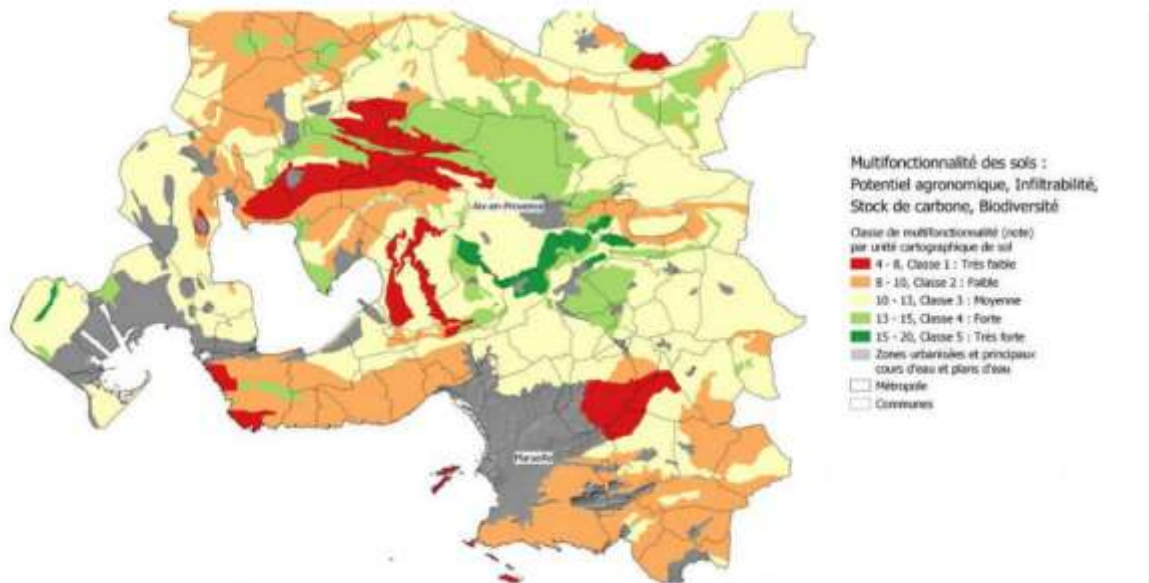 Aix-en-Provence
Marseille
Multifonctionnalité des sols :
Potentiel agronomique, Infiltrabilité,
Stock de carbone, Biodiversité
Classe de multifonctionnalité (note)
par unité cartographique de sol
4 - 8, Classe 1 : Très faible
8 - 10, Classe 2 : Faible
10 - 13, Classe 3 : Moyenne
13 - 15, Classe 4 : Forte
15 - 20, Classe 5 : Très forte
Zones urbanisées et principaux
cours d'eau et plans d'eau
Métropole
Communes